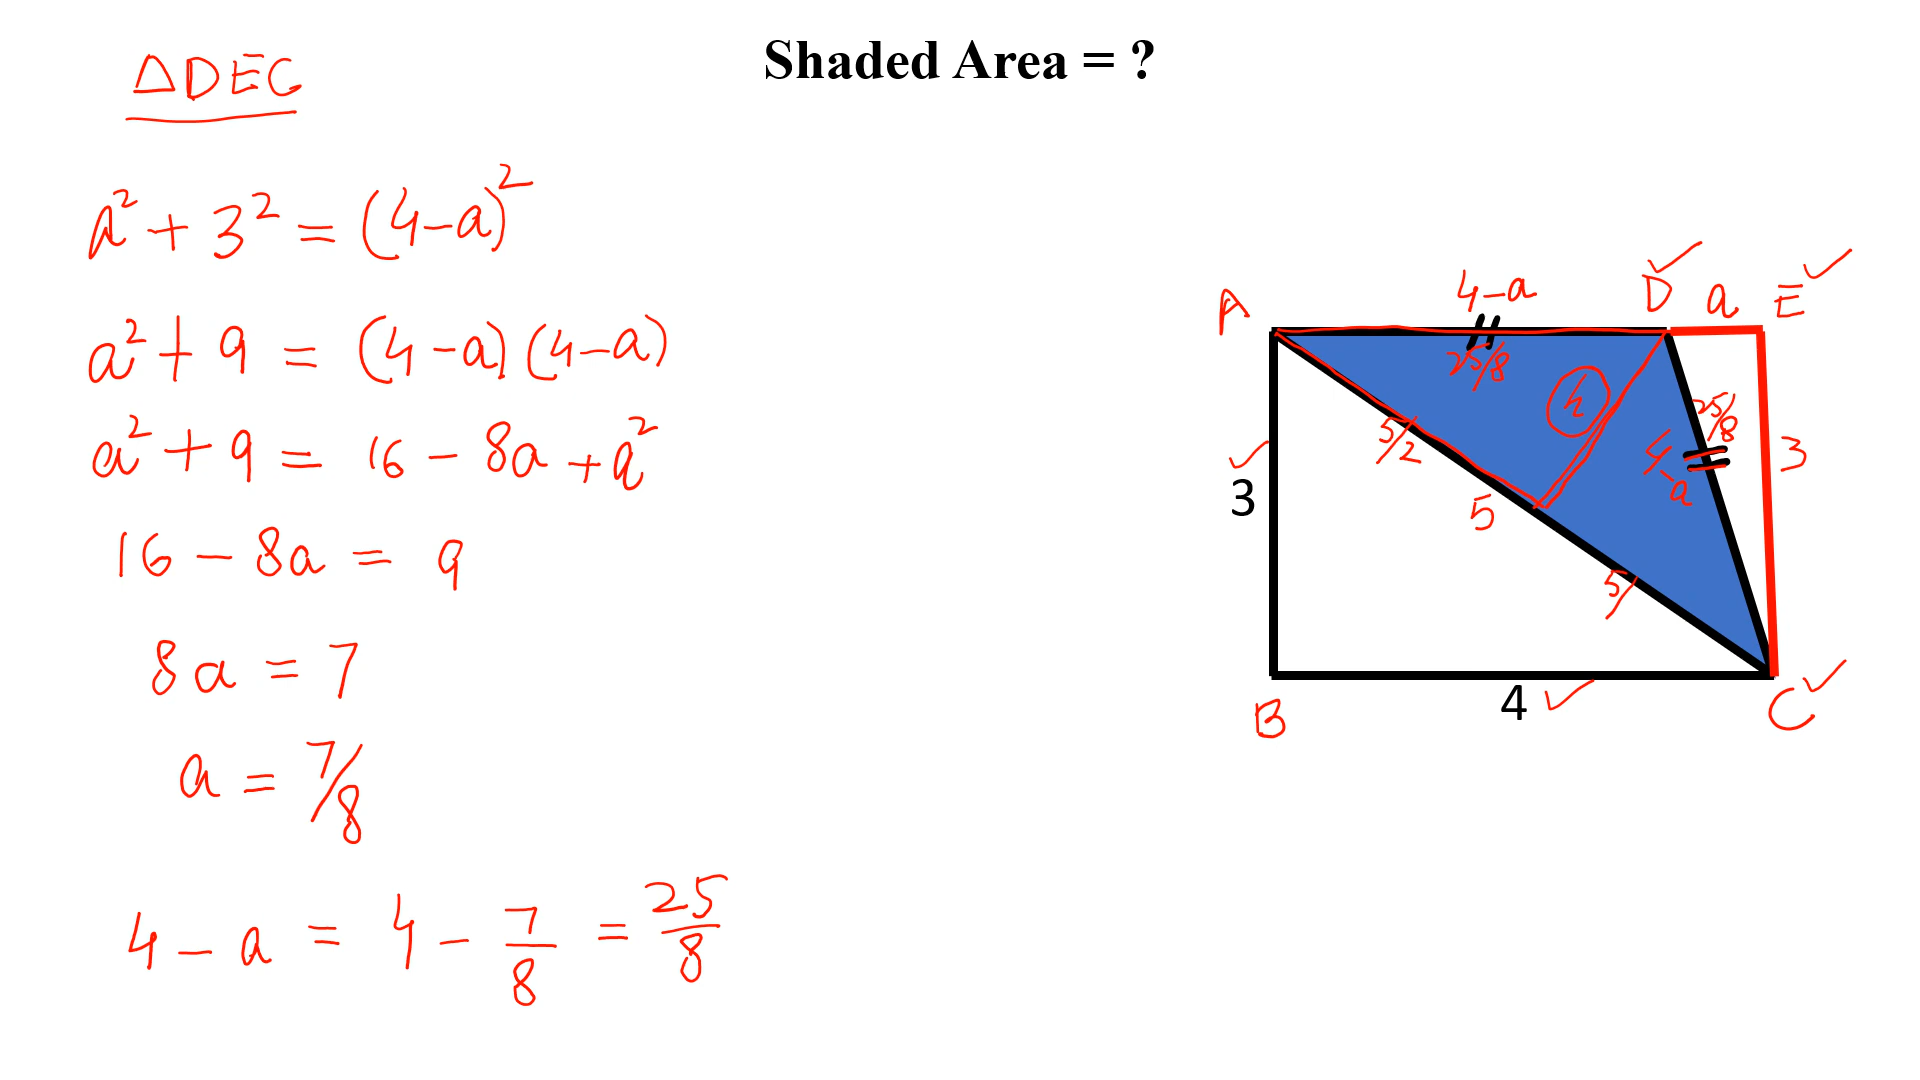 Shaded Area = ?
△DEC
a² + 3² = (4-a)²
a² + 9 = (4-a)(4-a)
a² + 9 = 16 - 8a + a²
16 - 8a = 9
8a = 7
a = 7/8
4 - a = 4 - 7/8 = 25/8
4-a
A
D
a
E
25/8
h
25/8
5/2
4-a
3
3
5
5/
B
4
C